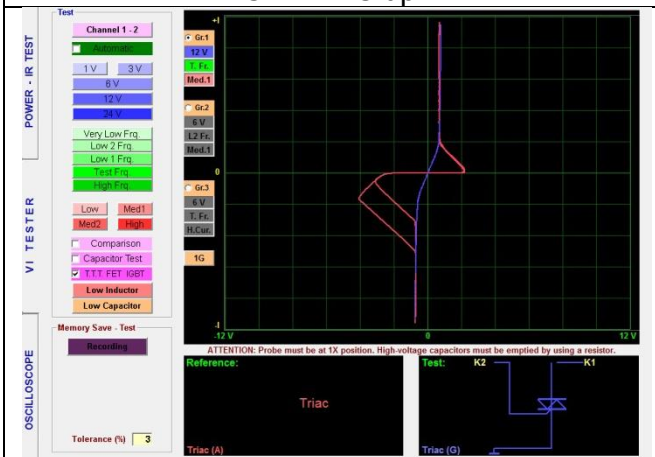 Test
Channel 1 - 2
Automatic
1 V
3 V
6 V
12 V
24 V
Very Low Frq.
Low 2 Frq.
Low 1 Frq.
Test Frq.
High Frq.
Low
Med1
Med2
High
Comparison
Capacitor Test
T.T.T FET IGBT
Low Inductor
Low Capacitor
Memory Save - Test
Recording
Tolerance (%) 3
POWER - IR TEST
VI TESTER
OSCILLOSCOPE
Gr.1
12 V
T. Fr.
Med.1
Gr.2
6 V
L2 Fr.
Med.1
Gr.3
6 V
T. Fr.
H.Cur.
1G
+I
0
-I
-12 V
0
12 V
ATTENTION: Probe must be at 1X position. High-voltage capacitors must be emptied by using a resistor.
Reference:
Triac
Triac (A)
Test:
K2
K1
Triac (G)